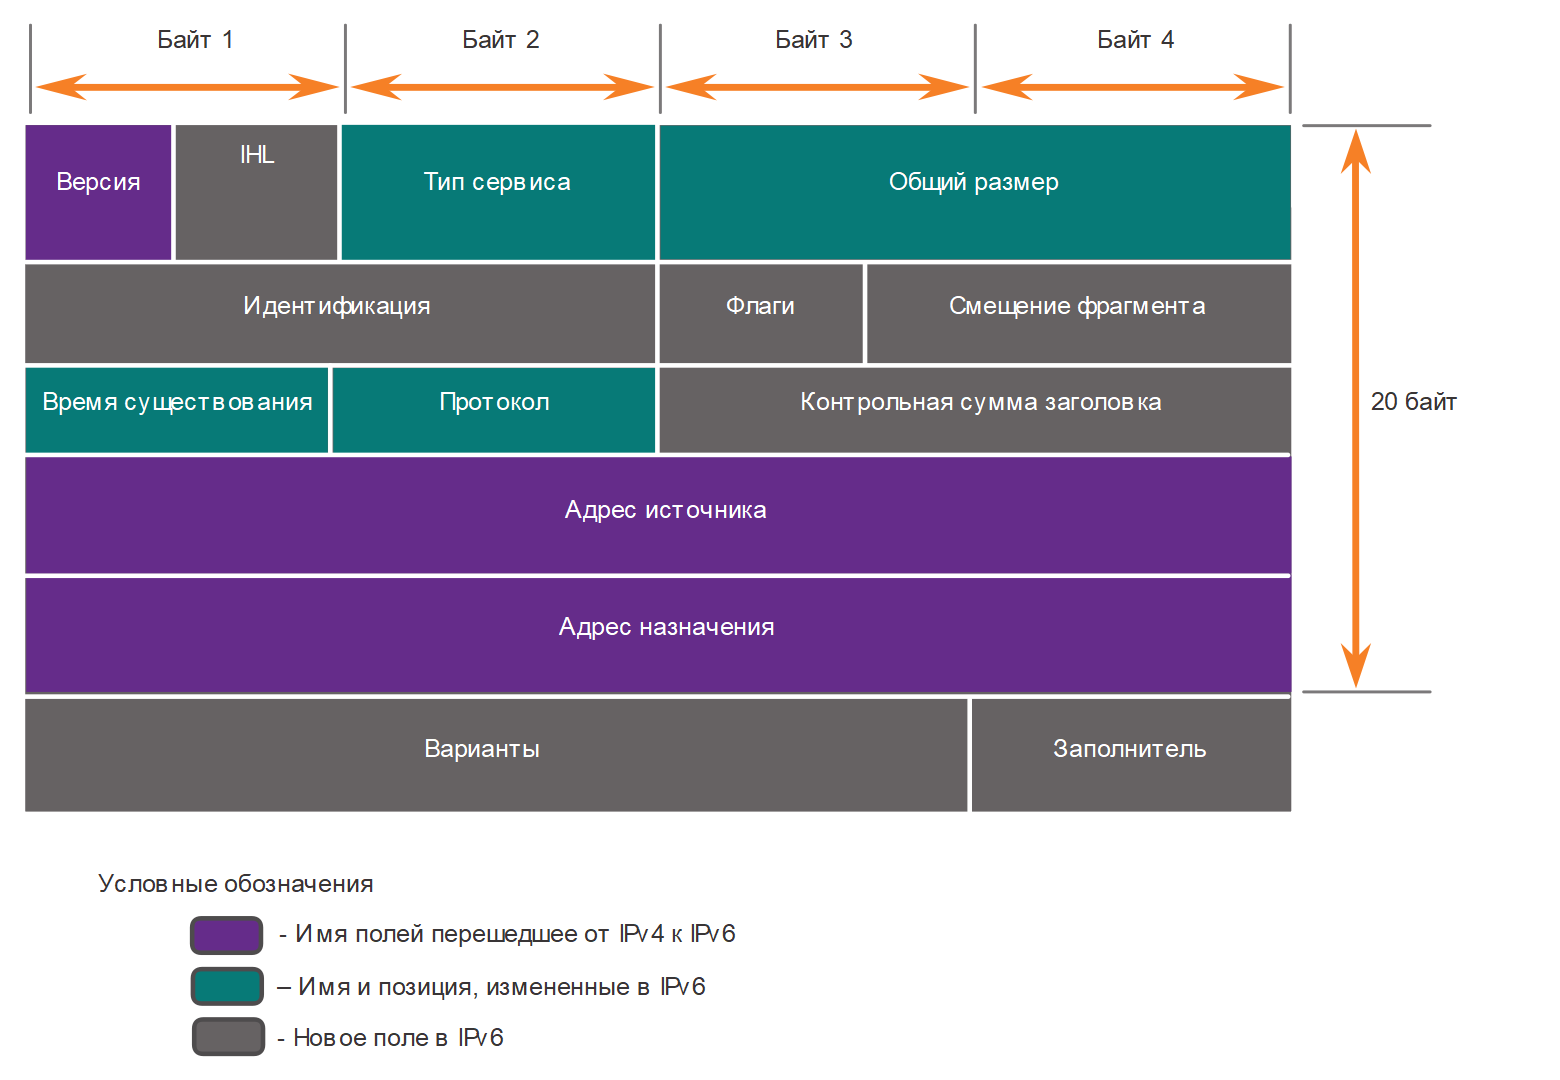 Байт 1
Байт 2
Байт 3
Байт 4
Версия
IHL
Тип сервиса
Общий размер
Идентификация
Флаги
Смещение фрагмента
Время существования
Протокол
Контрольная сумма заголовка
20 байт
Адрес источника
Адрес назначения
Варианты
Заполнитель
Условные обозначения
- Имя полей перешедшее от IPv4 к IPv6
– Имя и позиция, измененные в IPv6
- Новое поле в IPv6